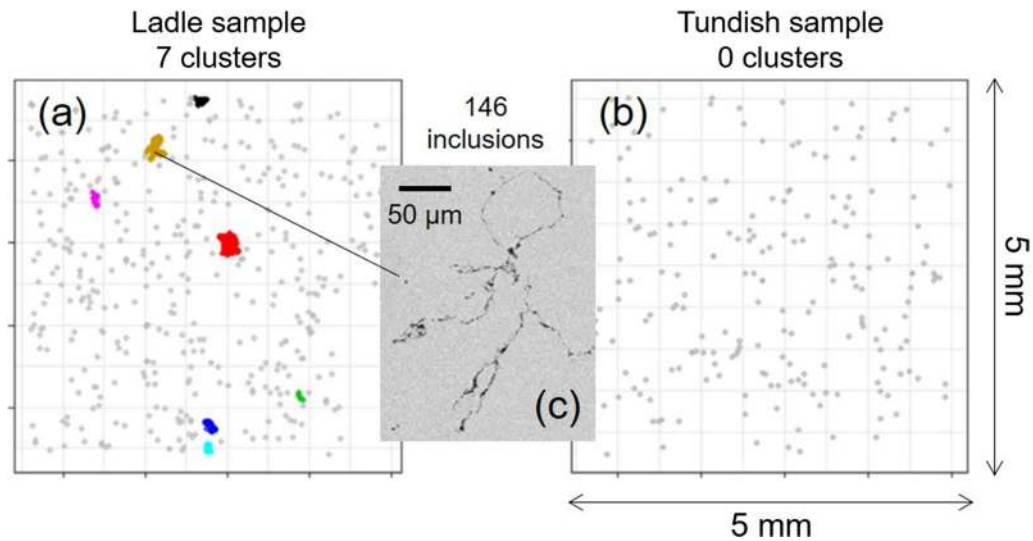 Ladle sample
7 clusters
Tundish sample
0 clusters
(a)
146
inclusions
(b)
50 μm
(c)
5 mm
5 mm